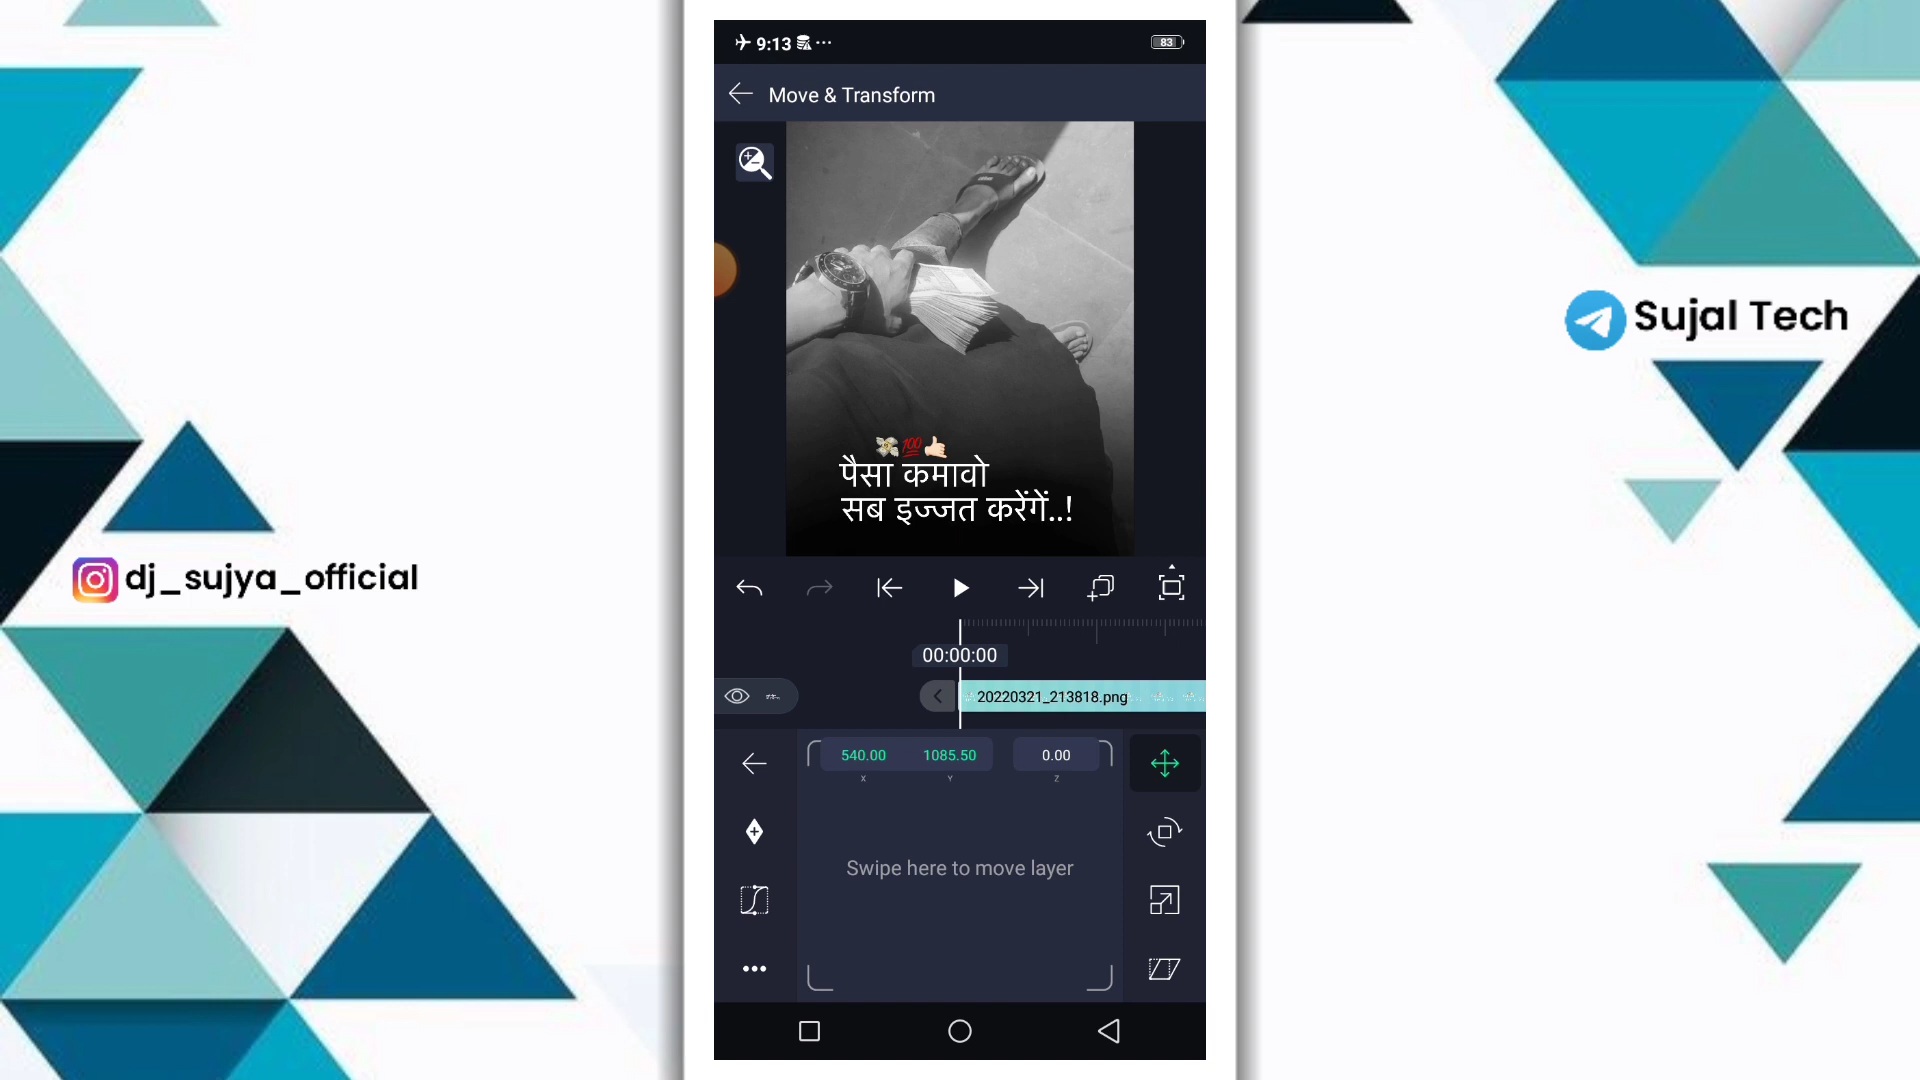 9:13
83
Move & Transform
💸💯🤙🏻
पैसा कमावो
सब इज्जत करेंगें..!
00:00:00
20220321_213818.png
540.00 1085.50 0.00
X Y Z
Swipe here to move layer
dj_sujya_official
Sujal Tech